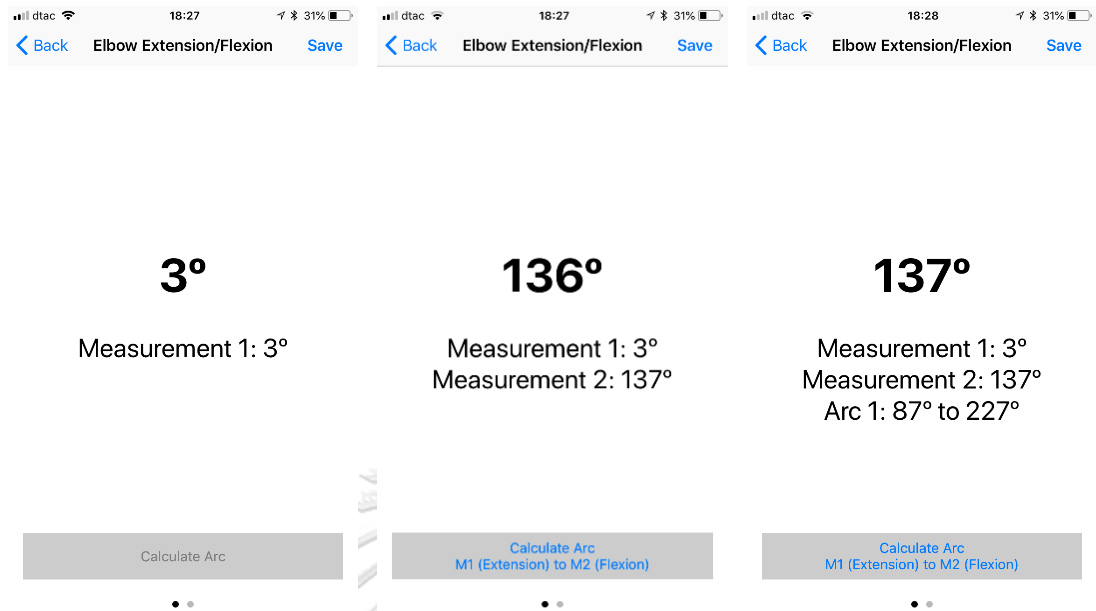 dtac 18:27 31%
Back Elbow Extension/Flexion Save
3º
Measurement 1: 3º
Calculate Arc
dtac 18:27 31%
Back Elbow Extension/Flexion Save
136º
Measurement 1: 3º
Measurement 2: 137º
Calculate Arc
M1 (Extension) to M2 (Flexion)
dtac 18:28 31%
Back Elbow Extension/Flexion Save
137º
Measurement 1: 3º
Measurement 2: 137º
Arc 1: 87º to 227º
Calculate Arc
M1 (Extension) to M2 (Flexion)